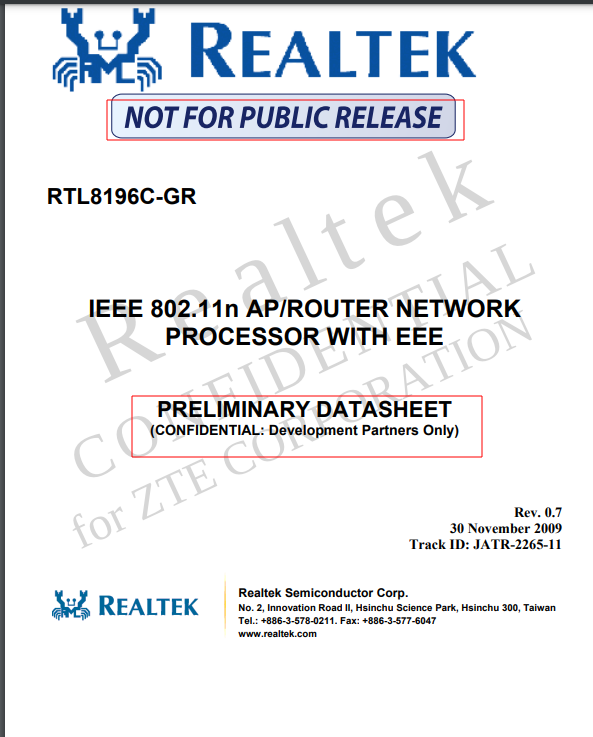 REALTEK
NOT FOR PUBLIC RELEASE
RTL8196C-GR
Realtek
CONFIDENTIAL
for ZTE CORPORATION
IEEE 802.11n AP/ROUTER NETWORK
PROCESSOR WITH EEE
PRELIMINARY DATASHEET
(CONFIDENTIAL: Development Partners Only)
Rev. 0.7
30 November 2009
Track ID: JATR-2265-11
REALTEK
Realtek Semiconductor Corp.
No. 2, Innovation Road II, Hsinchu Science Park, Hsinchu 300, Taiwan
Tel.: +886-3-578-0211. Fax: +886-3-577-6047
www.realtek.com